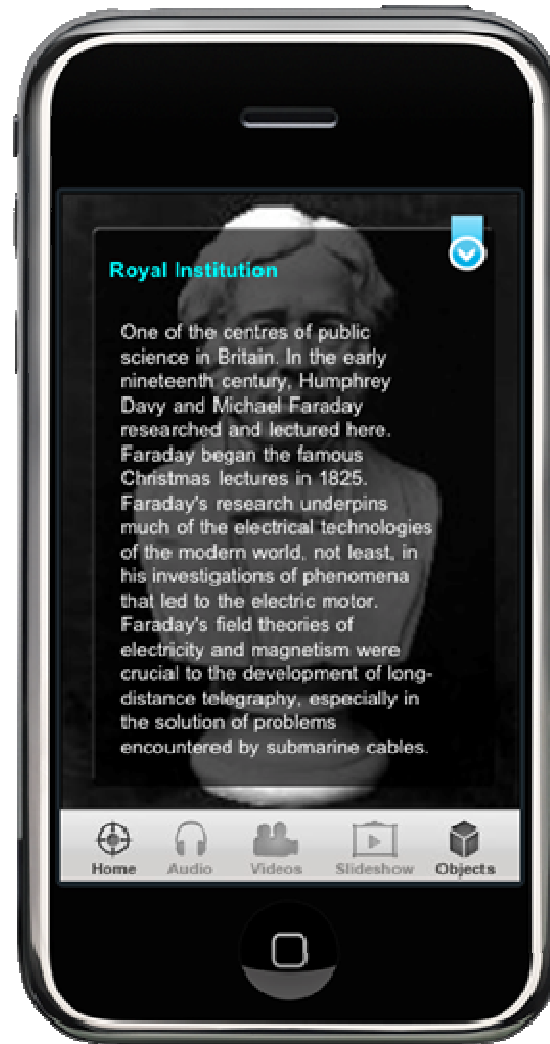 Royal Institution
One of the centres of public
science in Britain. In the early
nineteenth century, Humphrey
Davy and Michael Faraday
researched and lectured here.
Faraday began the famous
Christmas lectures in 1825.
Faraday's research underpins
much of the electrical technologies
of the modern world, not least, in
his investigations of phenomena
that led to the electric motor.
Faraday's field theories of
electricity and magnetism were
crucial to the development of long-
distance telegraphy, especially in
the solution of problems
encountered by submarine cables.
Home Audio Videos Slideshow Objects